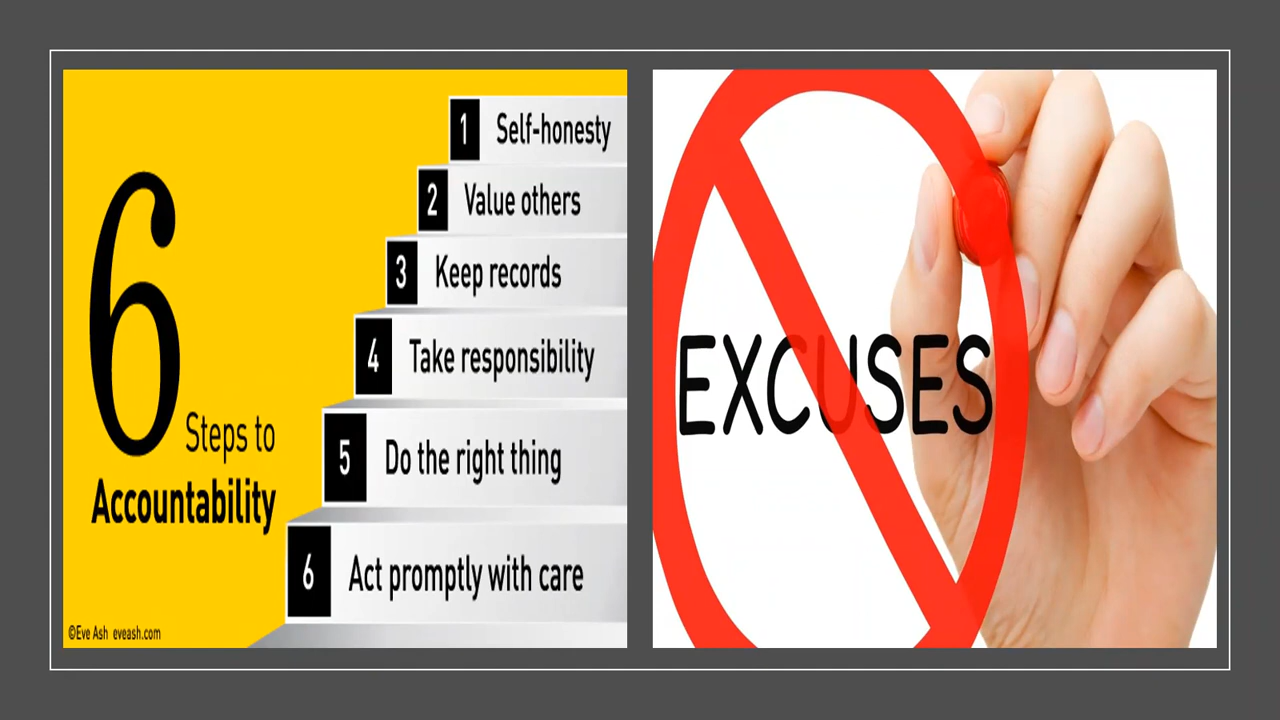 6
Steps to
Accountability
1 Self-honesty
2 Value others
3 Keep records
4 Take responsibility
5 Do the right thing
6 Act promptly with care
©Eve Ash eveash.com
EXCUSES